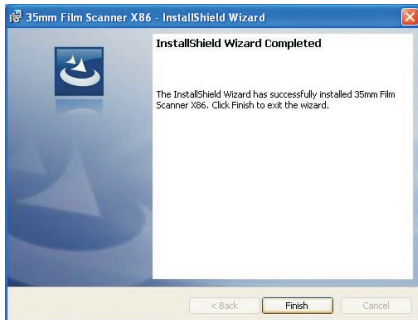 35mm Film Scanner X86 - InstallShield Wizard
InstallShield Wizard Completed
The InstallShield Wizard has successfully installed 35mm Film
Scanner X86. Click Finish to exit the wizard.
< Back Finish Cancel